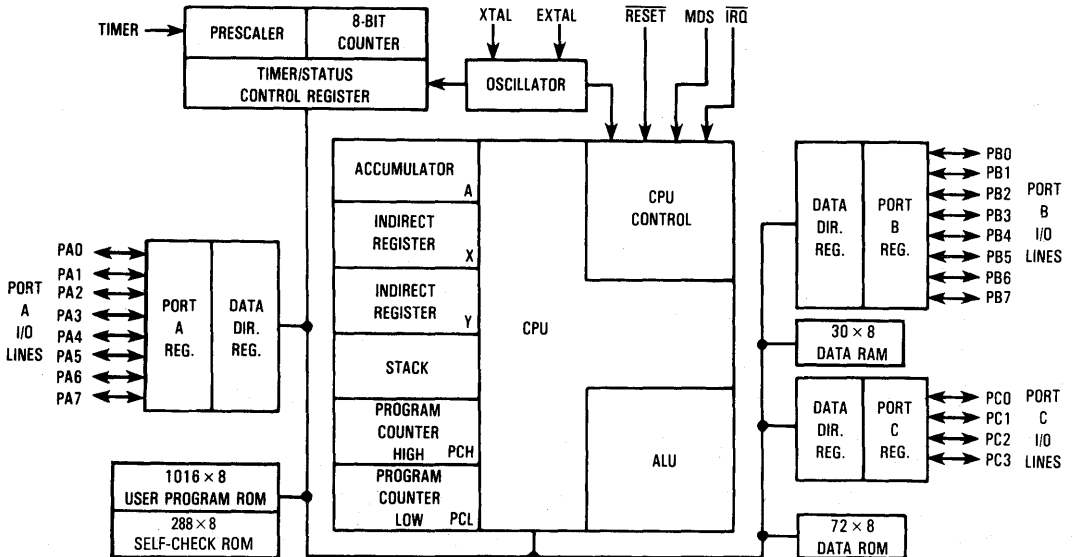 TIMER
PRESCALER
8-BIT
COUNTER
TIMER/STATUS
CONTROL REGISTER
XTAL
EXTAL
OSCILLATOR
RESET
MDS
IRQ
ACCUMULATOR
A
INDIRECT
REGISTER
X
INDIRECT
REGISTER
Y
STACK
PROGRAM
COUNTER
HIGH PCH
PROGRAM
COUNTER
LOW PCL
CPU
CPU
CONTROL
ALU
PORT
A
I/O
LINES
PA0
PA1
PA2
PA3
PA4
PA5
PA6
PA7
PORT
A
REG.
DATA
DIR.
REG.
1016 × 8
USER PROGRAM ROM
288 × 8
SELF-CHECK ROM
DATA
DIR.
REG.
PORT
B
REG.
PB0
PB1
PB2
PB3
PB4
PB5
PB6
PB7
PORT
B
I/O
LINES
30 × 8
DATA RAM
DATA
DIR.
REG.
PORT
C
REG.
PC0
PC1
PC2
PC3
PORT
C
I/O
LINES
72 × 8
DATA ROM